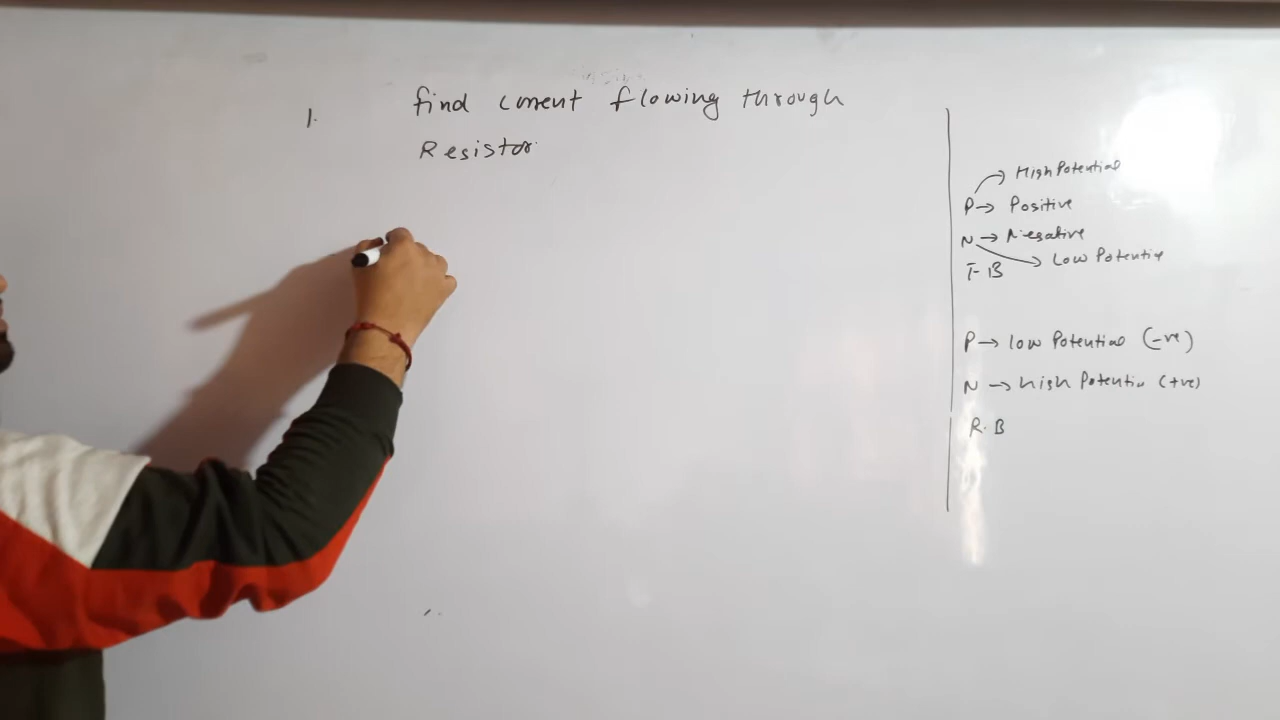 1. find current flowing through
Resistor
High Potential
P → Positive
N → Negative
Low Potential
F B
P → low Potential (-ve)
N → high Potential (+ve)
R. B